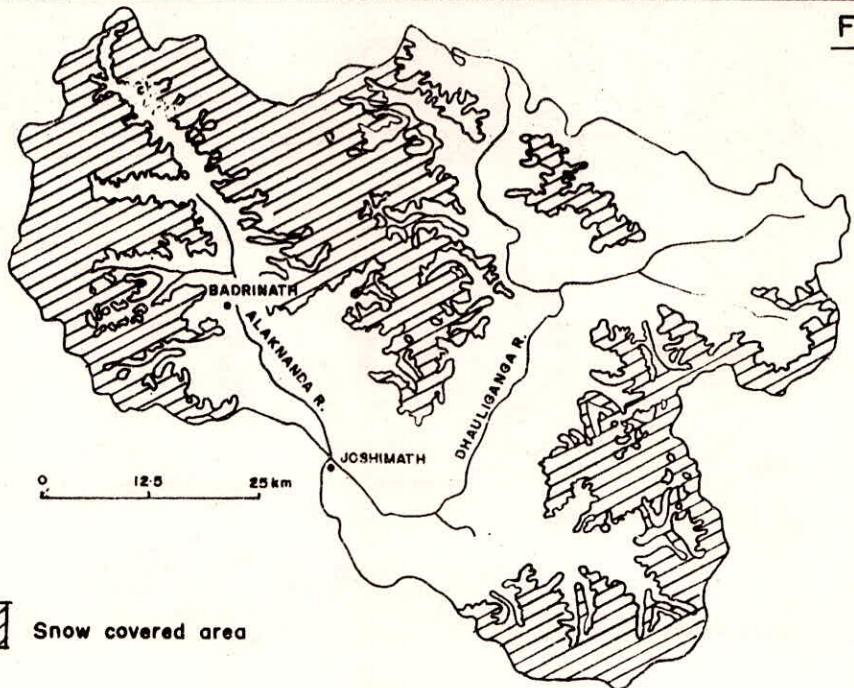 F
BADRINATH
ALAKNANDA R.
DHAULIGANGA R.
JOSHIMATH
0 12·5 25 km
Snow covered area